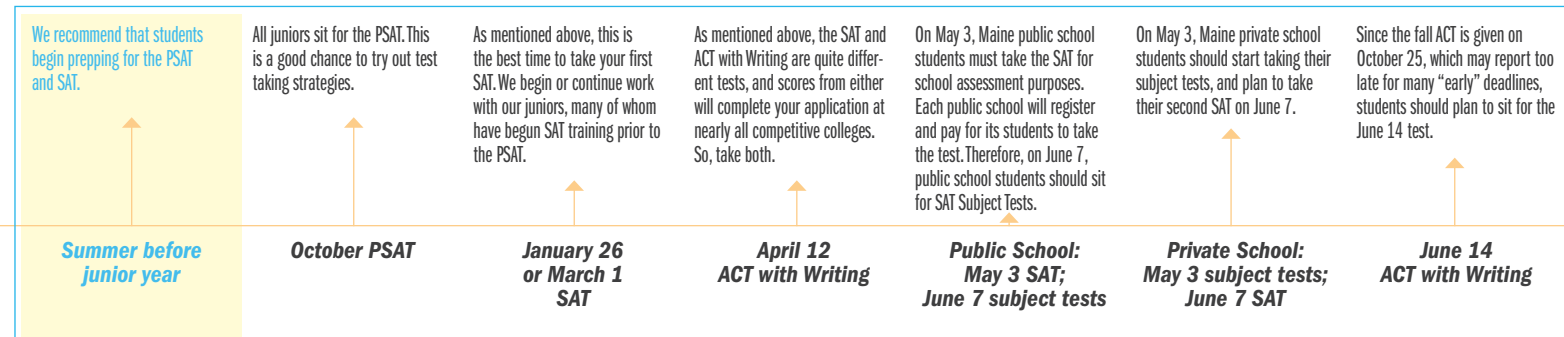 We recommend that students
begin prepping for the PSAT
and SAT.
Summer before
junior year
All juniors sit for the PSAT. This
is a good chance to try out test
taking strategies.
October PSAT
As mentioned above, this is
the best time to take your first
SAT. We begin or continue work
with our juniors, many of whom
have begun SAT training prior to
the PSAT.
January 26
or March 1
SAT
As mentioned above, the SAT and
ACT with Writing are quite differ-
ent tests, and scores from either
will complete your application at
nearly all competitive colleges.
So, take both.
April 12
ACT with Writing
On May 3, Maine public school
students must take the SAT for
school assessment purposes.
Each public school will register
and pay for its students to take
the test. Therefore, on June 7,
public school students should sit
for SAT Subject Tests.
Public School:
May 3 SAT;
June 7 subject tests
On May 3, Maine private school
students should start taking their
subject tests, and plan to take
their second SAT on June 7.
Private School:
May 3 subject tests;
June 7 SAT
Since the fall ACT is given on
October 25, which may report too
late for many “early” deadlines,
students should plan to sit for the
June 14 test.
June 14
ACT with Writing